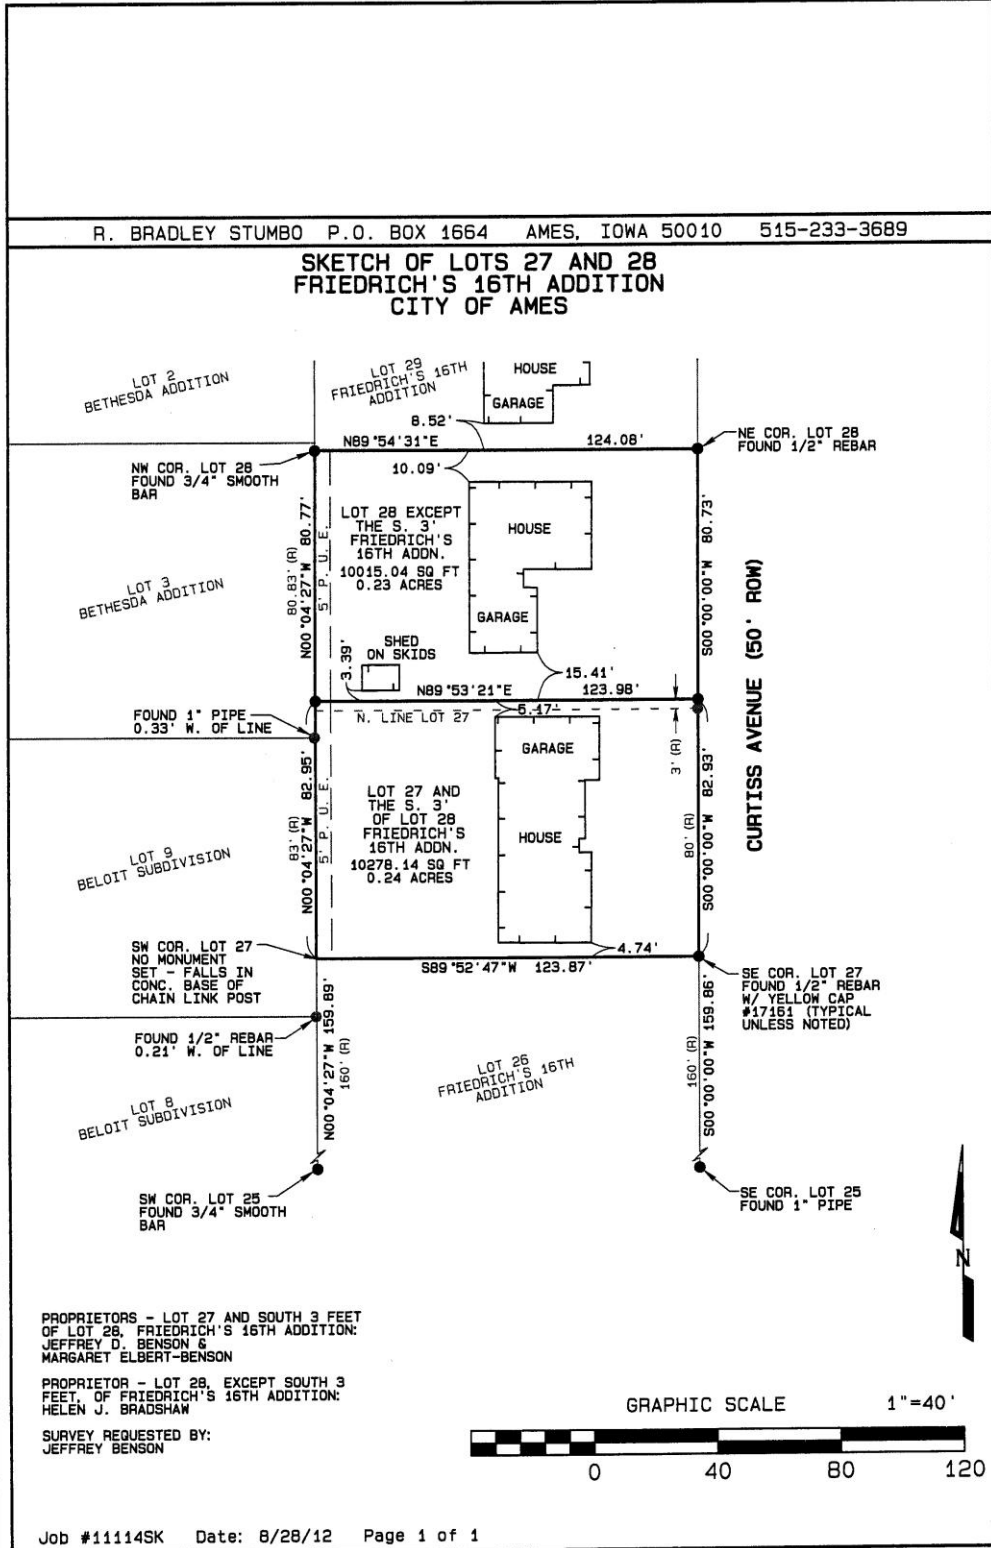 R. BRADLEY STUMBO P.O. BOX 1664 AMES, IOWA 50010 515-233-3689
SKETCH OF LOTS 27 AND 28
FRIEDRICH'S 16TH ADDITION
CITY OF AMES
LOT 2
BETHESDA ADDITION
LOT 29
FRIEDRICH'S 16TH
ADDITION
HOUSE
GARAGE
8.52'
N89°54'31"E
124.08'
NE COR. LOT 28
FOUND 1/2" REBAR
NW COR. LOT 28
FOUND 3/4" SMOOTH
BAR
10.09'
LOT 28 EXCEPT
THE S. 3'
FRIEDRICH'S
16TH ADDN.
10015.04 SQ FT
0.23 ACRES
HOUSE
GARAGE
N00°04'27"W 80.77'
80.83' (R)
5' P. U. E.
S00°00'00"W 80.73'
CURTISS AVENUE (50' ROW)
LOT 3
BETHESDA ADDITION
SHED
ON SKIDS
3.39'
15.41'
N89°53'21"E
123.98'
N. LINE LOT 27
5.17'
3' (R)
FOUND 1" PIPE
0.33' W. OF LINE
GARAGE
HOUSE
LOT 27 AND
THE S. 3'
OF LOT 28
FRIEDRICH'S
16TH ADDN.
10278.14 SQ FT
0.24 ACRES
N00°04'27"W 82.95'
83' (R)
5' P. U. E.
80' (R)
S00°00'00"W 82.93'
LOT 9
BELOIT SUBDIVISION
SW COR. LOT 27
NO MONUMENT
SET - FALLS IN
CONC. BASE OF
CHAIN LINK POST
4.74'
S89°52'47"W 123.87'
SE COR. LOT 27
FOUND 1/2" REBAR
W/ YELLOW CAP
#17161 (TYPICAL
UNLESS NOTED)
FOUND 1/2" REBAR
0.21' W. OF LINE
N00°04'27"W 159.89'
160' (R)
LOT 26
FRIEDRICH'S 16TH
ADDITION
160' (R)
S00°00'00"W 159.86'
LOT 8
BELOIT SUBDIVISION
SW COR. LOT 25
FOUND 3/4" SMOOTH
BAR
SE COR. LOT 25
FOUND 1" PIPE
N
PROPRIETORS - LOT 27 AND SOUTH 3 FEET
OF LOT 28, FRIEDRICH'S 16TH ADDITION:
JEFFREY D. BENSON &
MARGARET ELBERT-BENSON
PROPRIETOR - LOT 28, EXCEPT SOUTH 3
FEET, OF FRIEDRICH'S 16TH ADDITION:
HELEN J. BRADSHAW
SURVEY REQUESTED BY:
JEFFREY BENSON
GRAPHIC SCALE 1"=40'
0 40 80 120
Job #11114SK Date: 8/28/12 Page 1 of 1